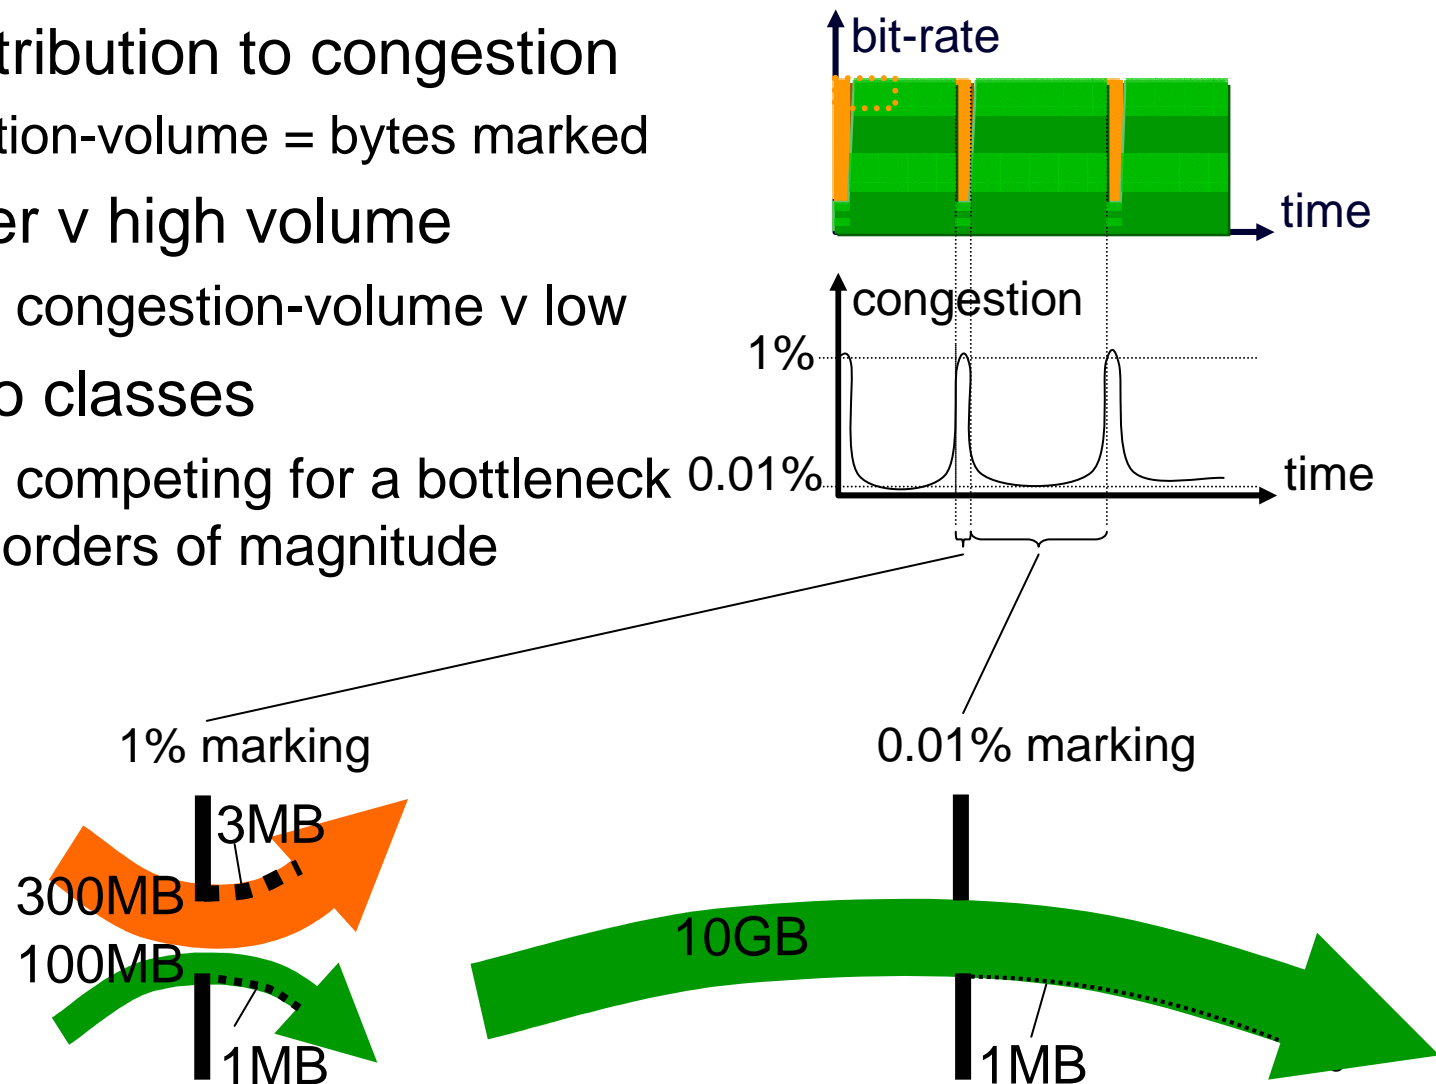 tribution to congestion
tion-volume = bytes marked
er v high volume
congestion-volume v low
o classes
competing for a bottleneck
orders of magnitude
bit-rate
time
congestion
1%
0.01%
time
1% marking
0.01% marking
3MB
300MB
100MB
1MB
10GB
1MB